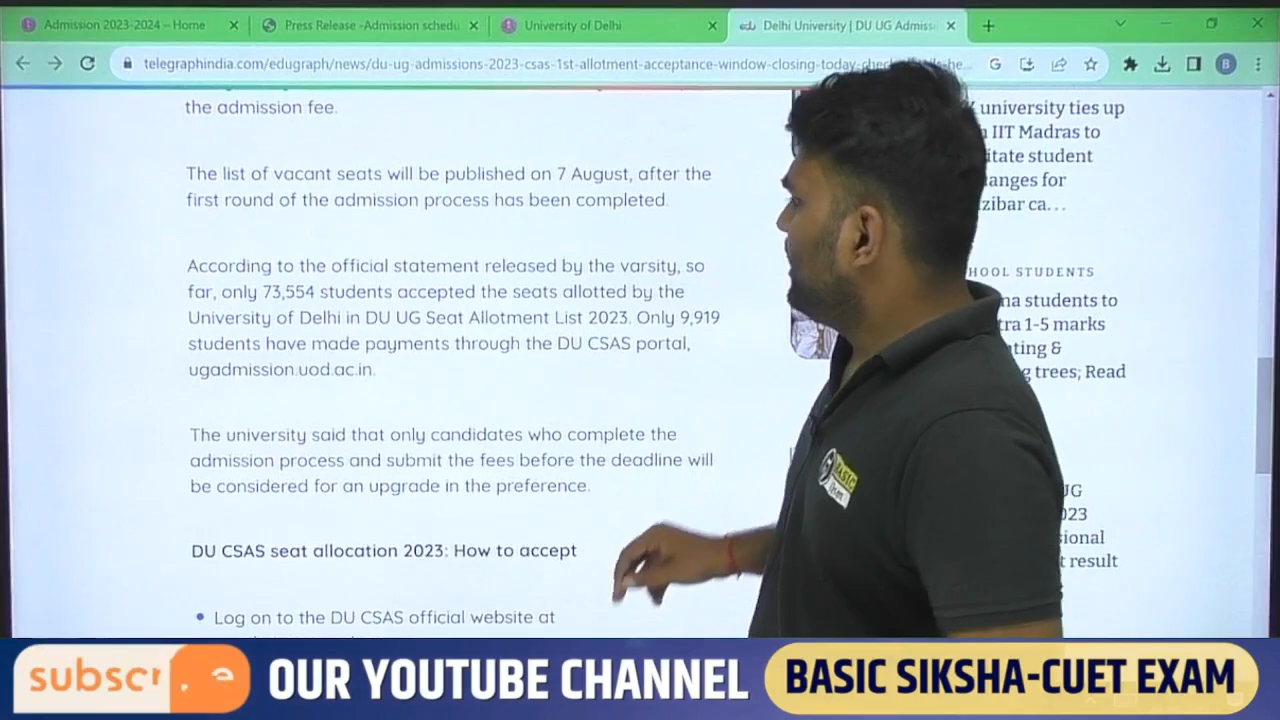 Admission 2023-2024 – Home
Press Release -Admission schedu
University of Delhi
Delhi University | DU UG Admiss
telegraphindia.com/edugraph/news/du-ug-admissions-2023-csas-1st-allotment-acceptance-window-closing-today
B
the admission fee.
The list of vacant seats will be published on 7 August, after the
first round of the admission process has been completed.
According to the official statement released by the varsity, so
far, only 73,554 students accepted the seats allotted by the
University of Delhi in DU UG Seat Allotment List 2023. Only 9,919
students have made payments through the DU CSAS portal,
ugadmission.uod.ac.in.
The university said that only candidates who complete the
admission process and submit the fees before the deadline will
be considered for an upgrade in the preference.
DU CSAS seat allocation 2023: How to accept
• Log on to the DU CSAS official website at
university ties up
IIT Madras to
itate student
anges for
zibar ca...
HOOL STUDENTS
na students to
tra 1-5 marks
ting &
g trees; Read
UG
023
sional
t result
BASIC
subscr
e
OUR YOUTUBE CHANNEL
BASIC SIKSHA-CUET EXAM